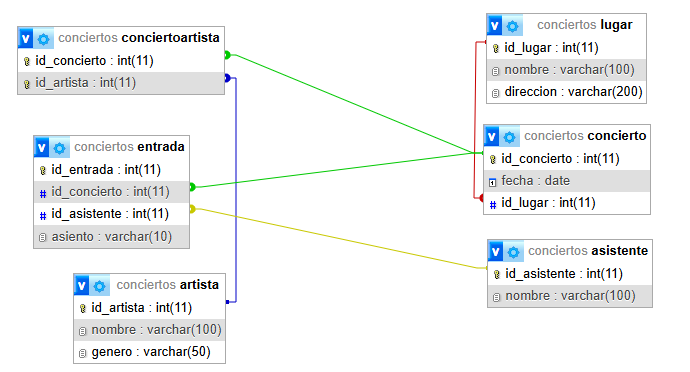 v conciertos conciertoartista
id_concierto : int(11)
id_artista : int(11)
v conciertos entrada
id_entrada : int(11)
# id_concierto : int(11)
# id_asistente : int(11)
asiento : varchar(10)
v conciertos artista
id_artista : int(11)
nombre : varchar(100)
genero : varchar(50)
v conciertos lugar
id_lugar : int(11)
nombre : varchar(100)
direccion : varchar(200)
v conciertos concierto
id_concierto : int(11)
fecha : date
# id_lugar : int(11)
v conciertos asistente
id_asistente : int(11)
nombre : varchar(100)